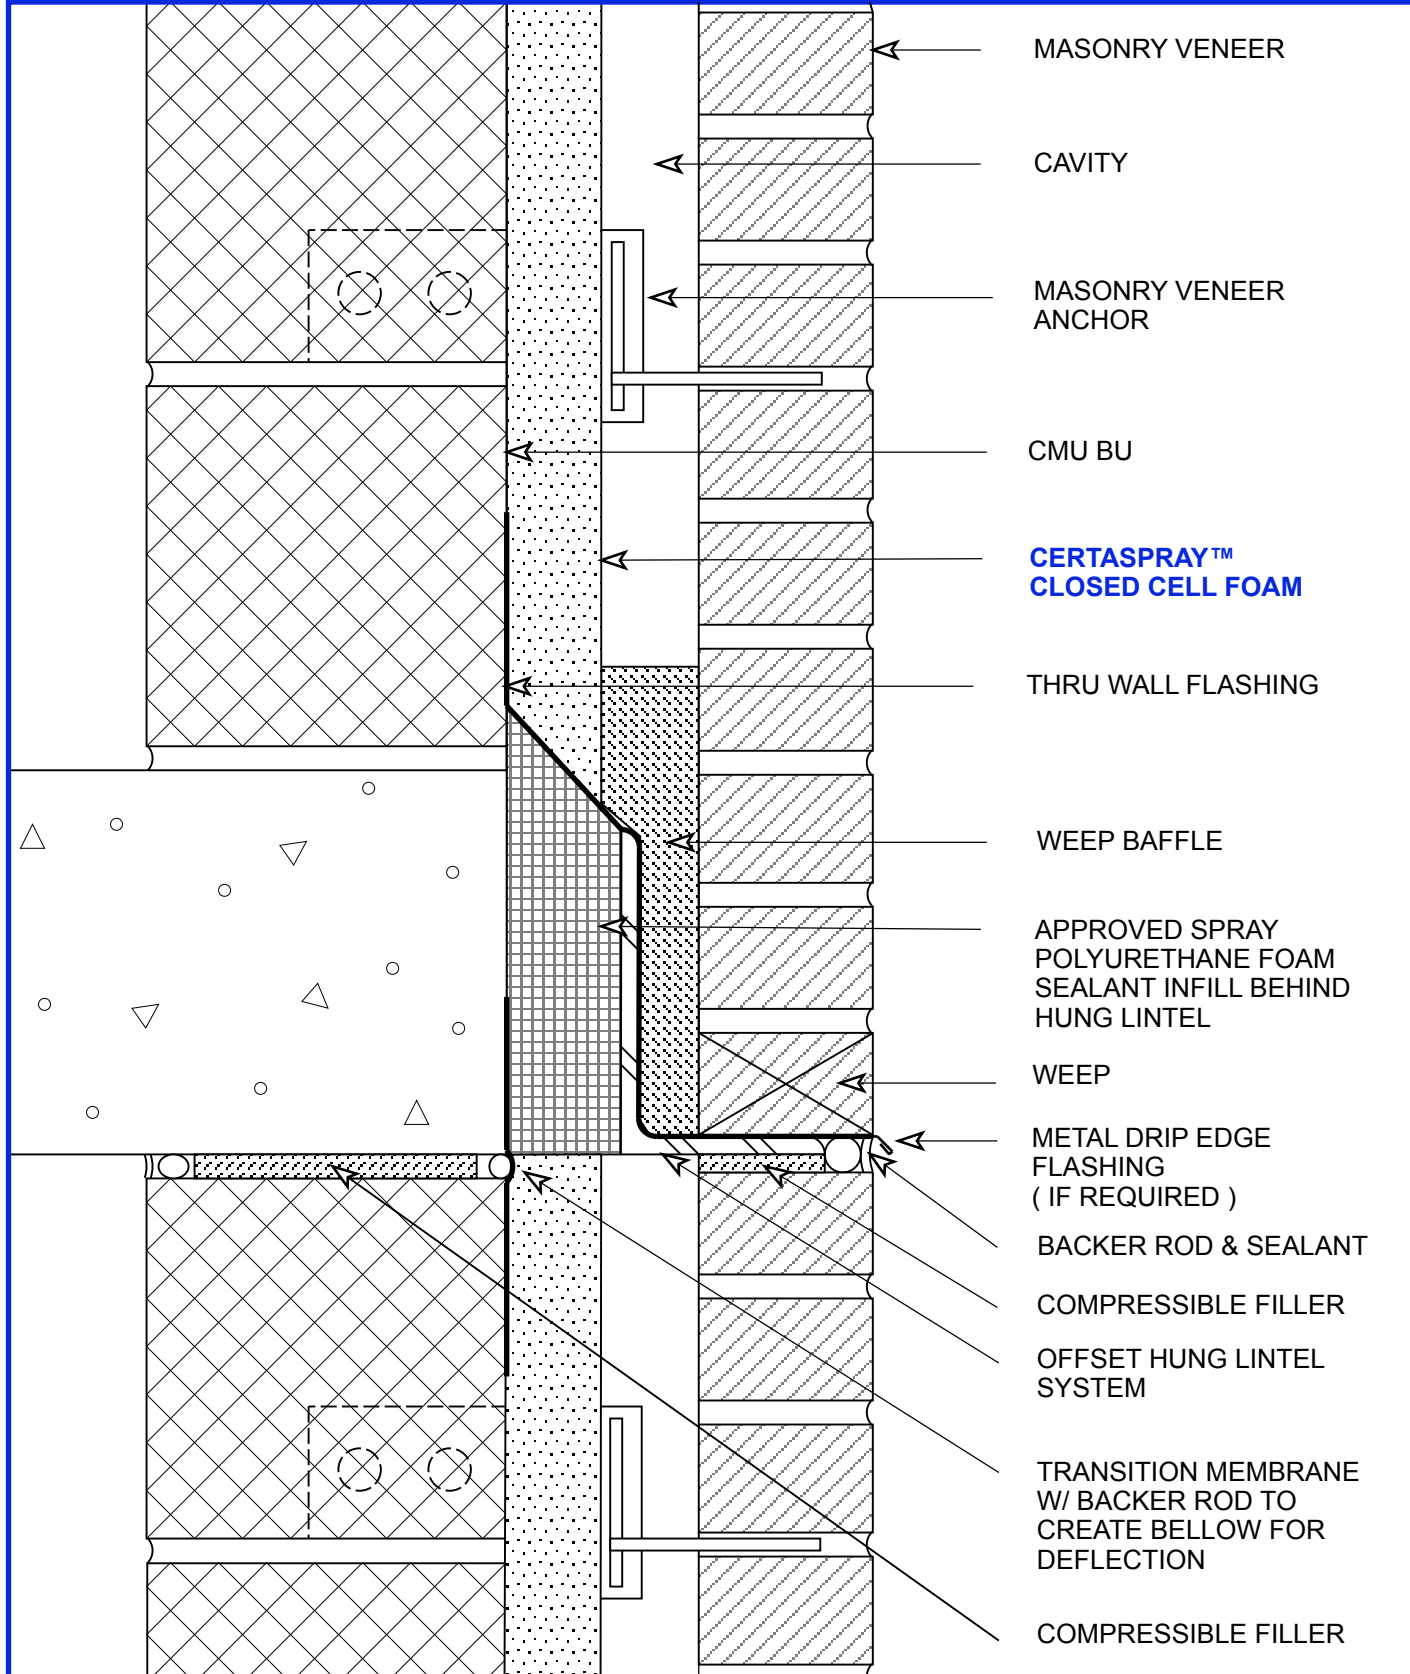 MASONRY VENEER
CAVITY
MASONRY VENEER
ANCHOR
CMU BU
CERTASPRAY™
CLOSED CELL FOAM
THRU WALL FLASHING
WEEP BAFFLE
APPROVED SPRAY
POLYURETHANE FOAM
SEALANT INFILL BEHIND
HUNG LINTEL
WEEP
METAL DRIP EDGE
FLASHING
( IF REQUIRED )
BACKER ROD & SEALANT
COMPRESSIBLE FILLER
OFFSET HUNG LINTEL
SYSTEM
TRANSITION MEMBRANE
W/ BACKER ROD TO
CREATE BELLOW FOR
DEFLECTION
COMPRESSIBLE FILLER